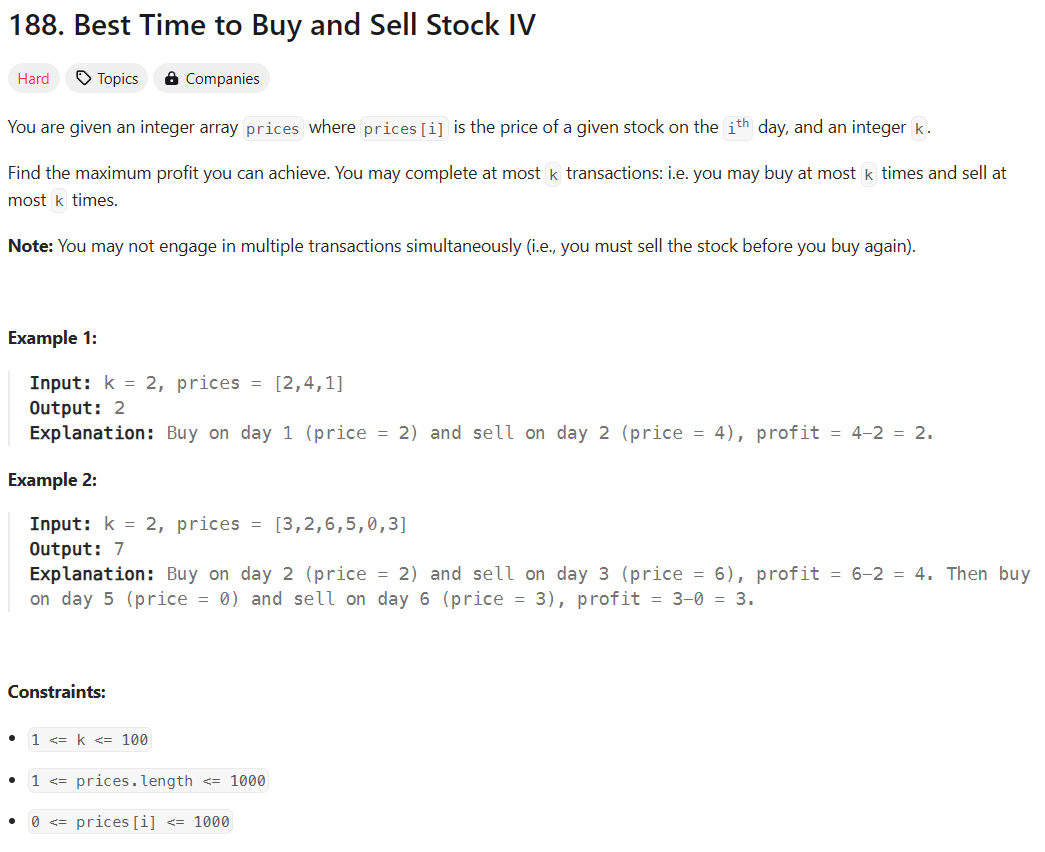 188. Best Time to Buy and Sell Stock IV
Hard Topics Companies
You are given an integer array prices where prices[i] is the price of a given stock on the ith day, and an integer k.
Find the maximum profit you can achieve. You may complete at most k transactions: i.e. you may buy at most k times and sell at
most k times.
Note: You may not engage in multiple transactions simultaneously (i.e., you must sell the stock before you buy again).
Example 1:
Input: k = 2, prices = [2,4,1]
Output: 2
Explanation: Buy on day 1 (price = 2) and sell on day 2 (price = 4), profit = 4-2 = 2.
Example 2:
Input: k = 2, prices = [3,2,6,5,0,3]
Output: 7
Explanation: Buy on day 2 (price = 2) and sell on day 3 (price = 6), profit = 6-2 = 4. Then buy
on day 5 (price = 0) and sell on day 6 (price = 3), profit = 3-0 = 3.
Constraints:
• 1 <= k <= 100
• 1 <= prices.length <= 1000
• 0 <= prices[i] <= 1000